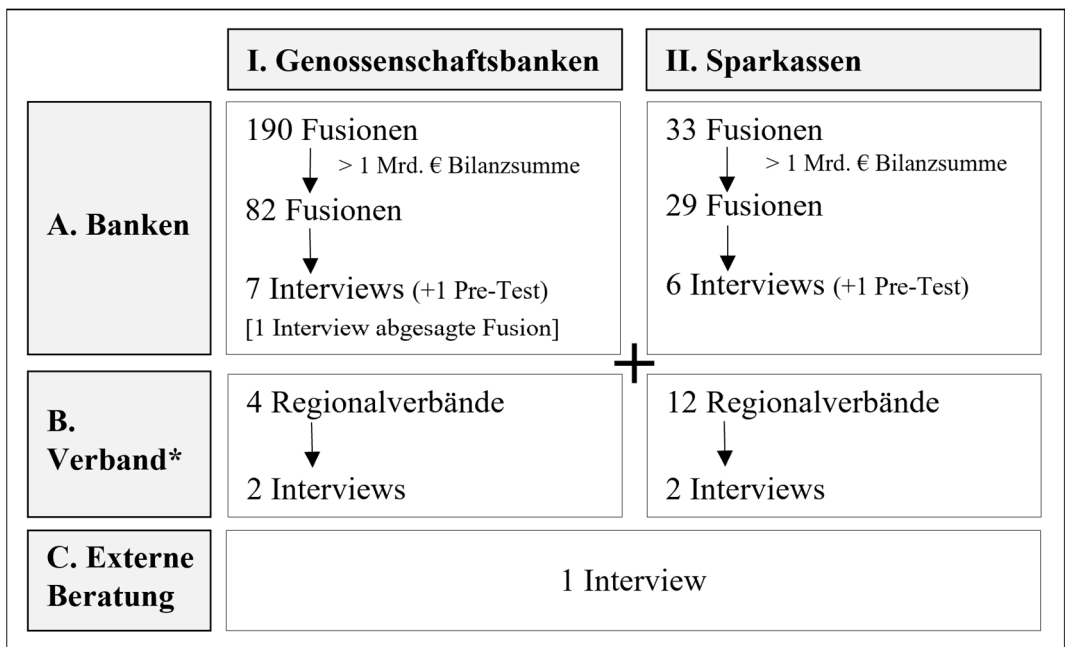 I. Genossenschaftsbanken
II. Sparkassen
A. Banken
190 Fusionen
> 1 Mrd. € Bilanzsumme
82 Fusionen
7 Interviews (+1 Pre-Test)
[1 Interview abgesagte Fusion]
33 Fusionen
> 1 Mrd. € Bilanzsumme
29 Fusionen
6 Interviews (+1 Pre-Test)
+
B.
Verband*
4 Regionalverbände
2 Interviews
12 Regionalverbände
2 Interviews
C. Externe
Beratung
1 Interview